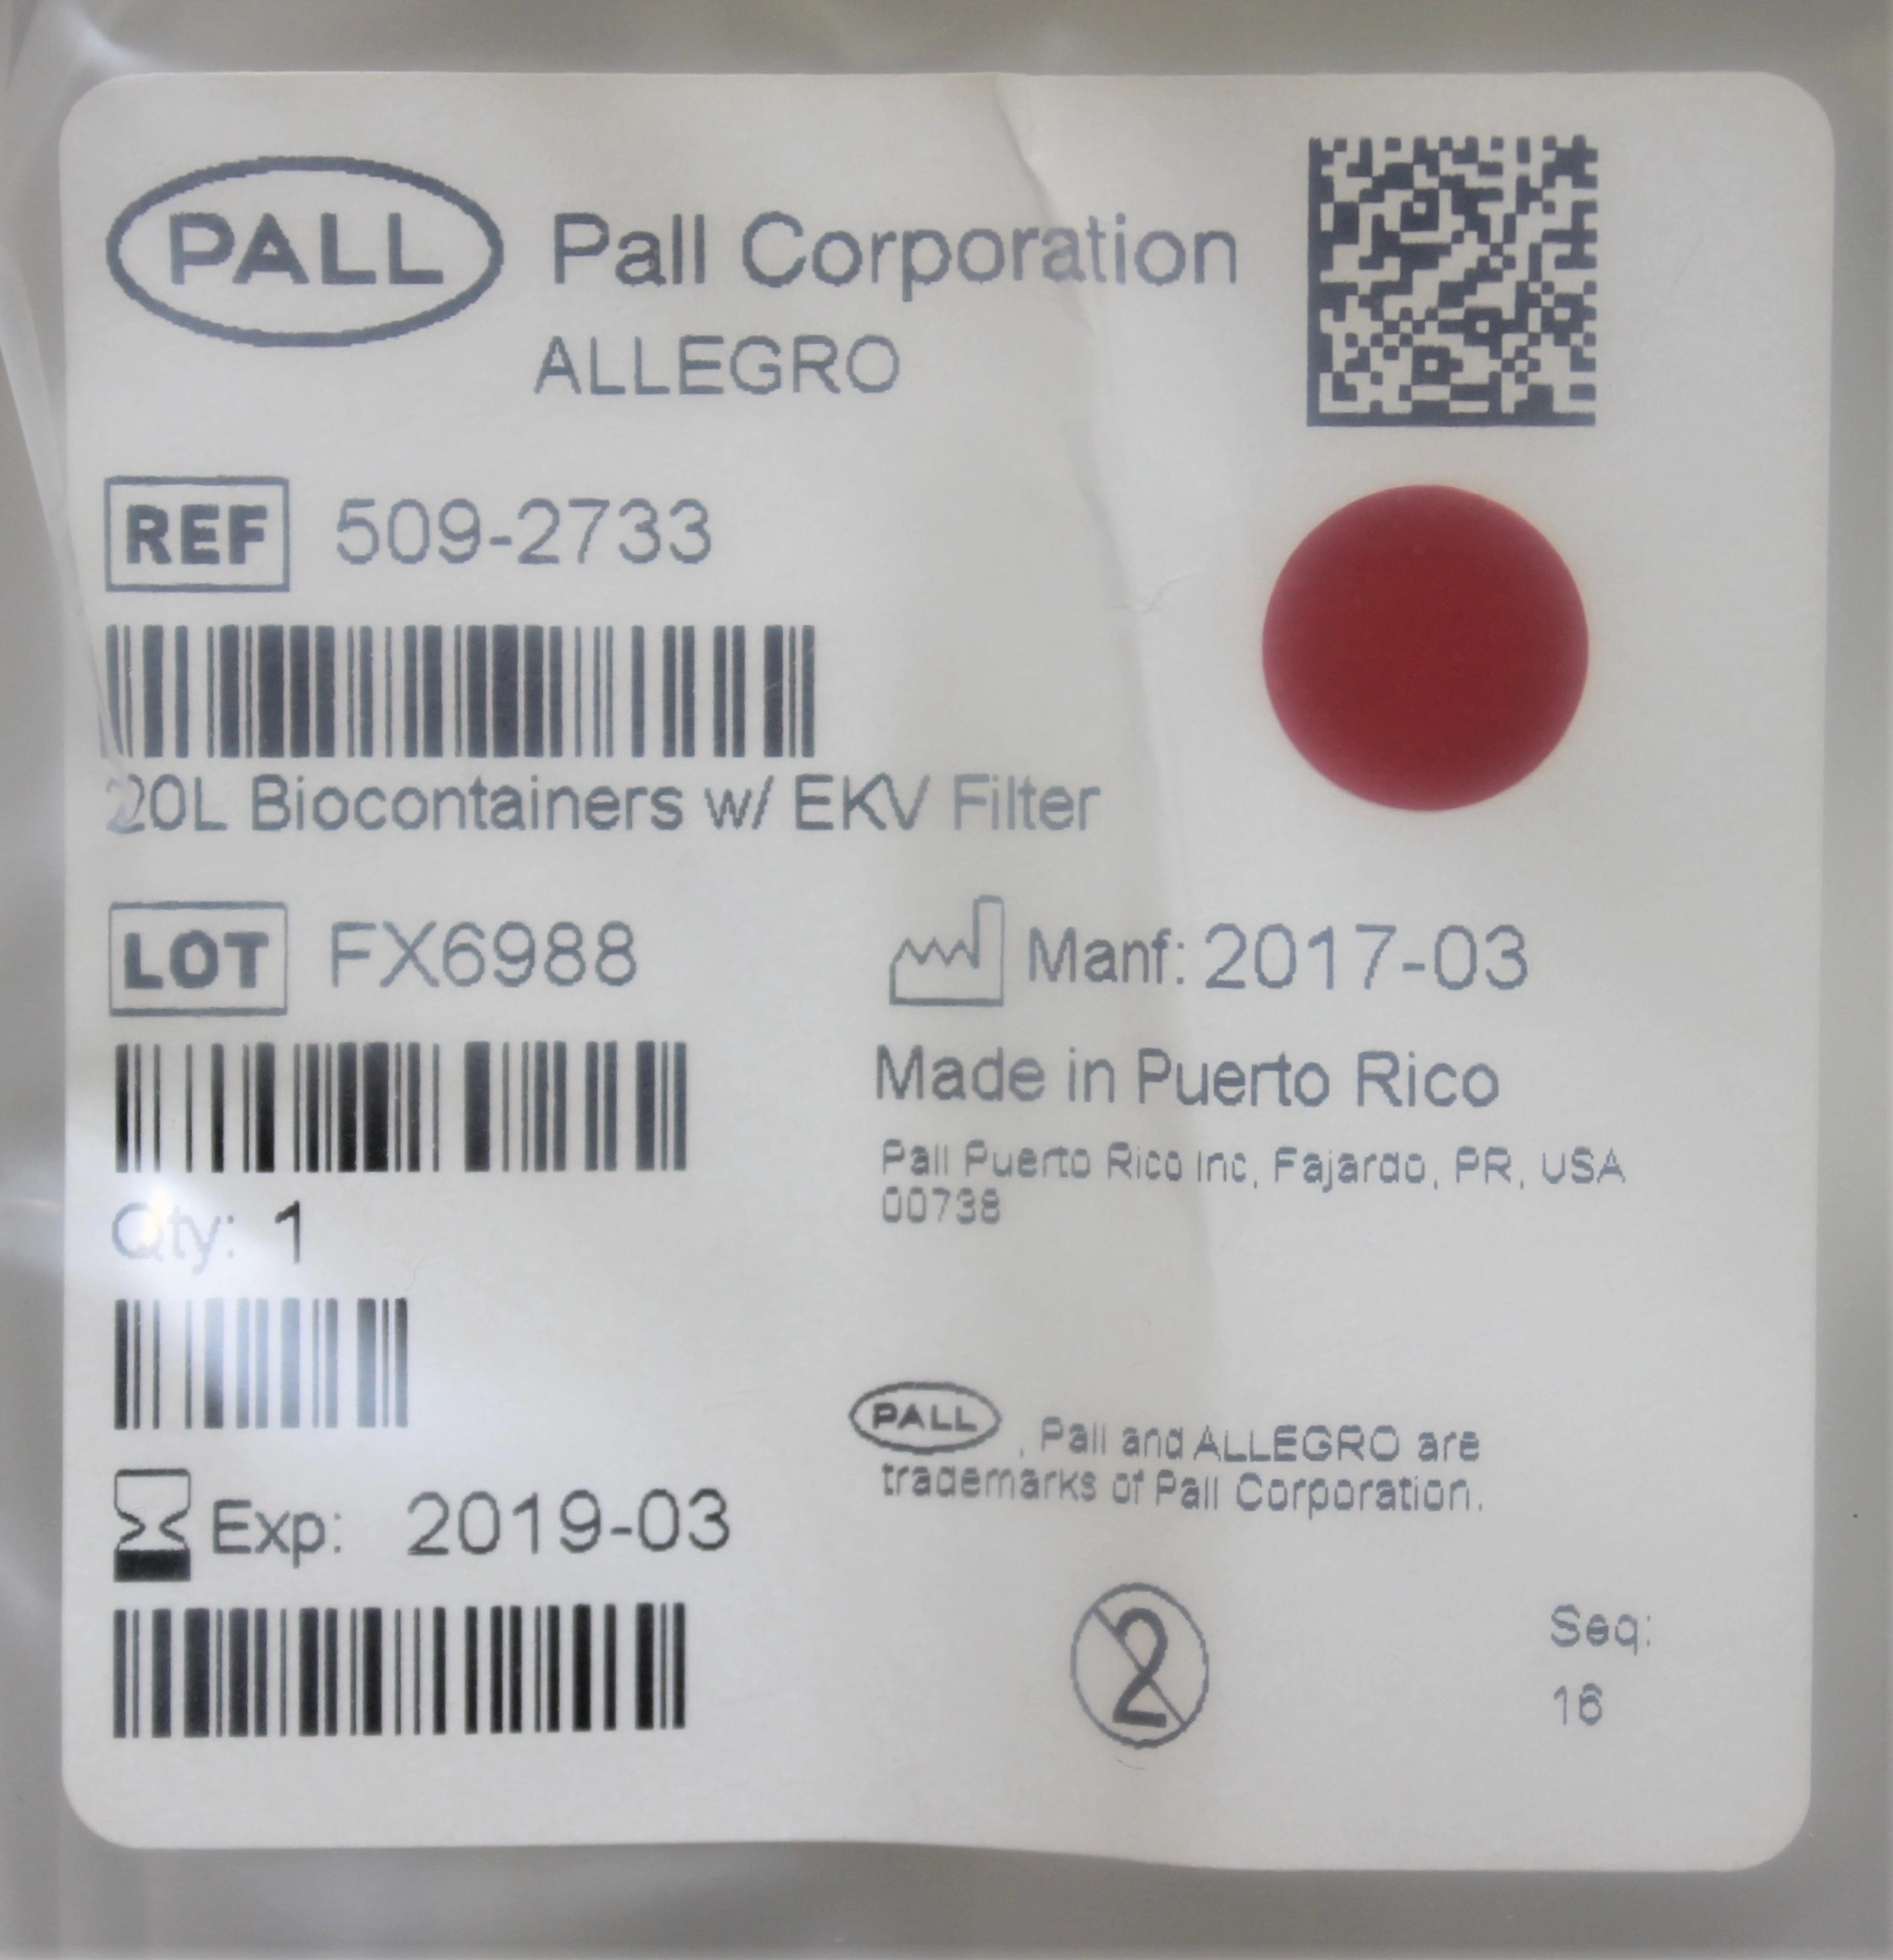 PALL Pall Corporation
ALLEGRO
REF 509-2733
20L Biocontainers w/ EKV Filter
LOT FX6988
Manf: 2017-03
Made in Puerto Rico
Pall Puerto Rico Inc, Fajardo, PR, USA
00738
Qty: 1
PALL , Pall and ALLEGRO are
trademarks of Pall Corporation.
Exp: 2019-03
2
Seq:
16